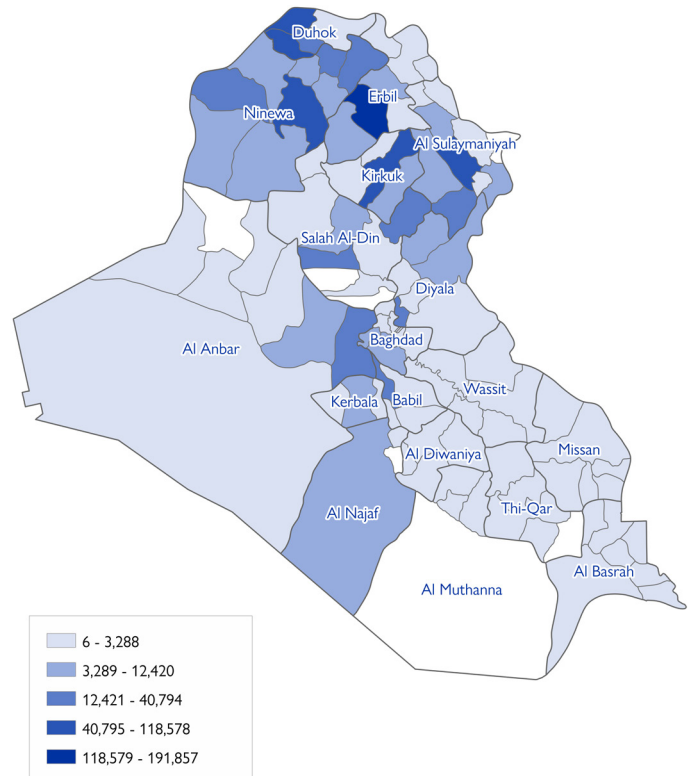 Duhok
Erbil
Ninewa
Al Sulaymaniyah
Kirkuk
Salah Al-Din
Diyala
Baghdad
Al Anbar
Wassit
Kerbala
Babil
Missan
Al Diwaniya
Thi-Qar
Al Najaf
Al Basrah
Al Muthanna
6 - 3,288
3,289 - 12,420
12,421 - 40,794
40,795 - 118,578
118,579 - 191,857